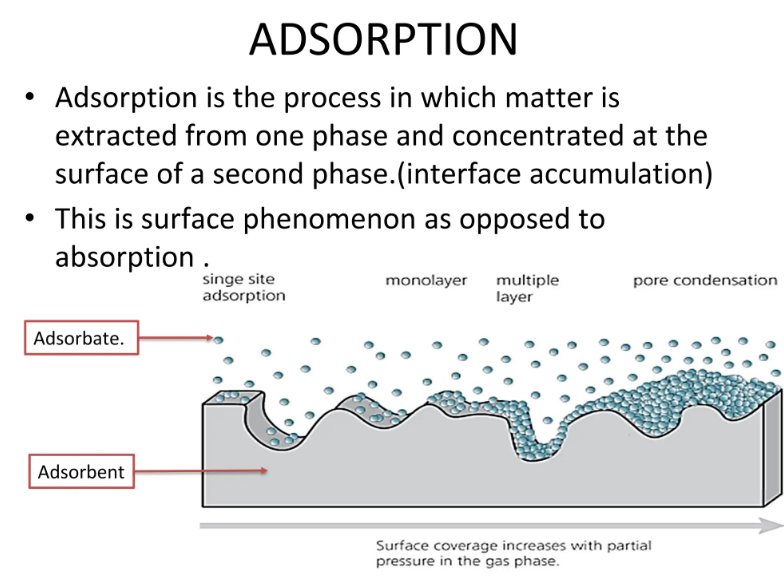 ADSORPTION
• Adsorption is the process in which matter is
extracted from one phase and concentrated at the
surface of a second phase.(interface accumulation)
• This is surface phenomenon as opposed to
absorption .
singe site
adsorption
monolayer
multiple
layer
pore condensation
Adsorbate.
Adsorbent
Surface coverage increases with partial
pressure in the gas phase.